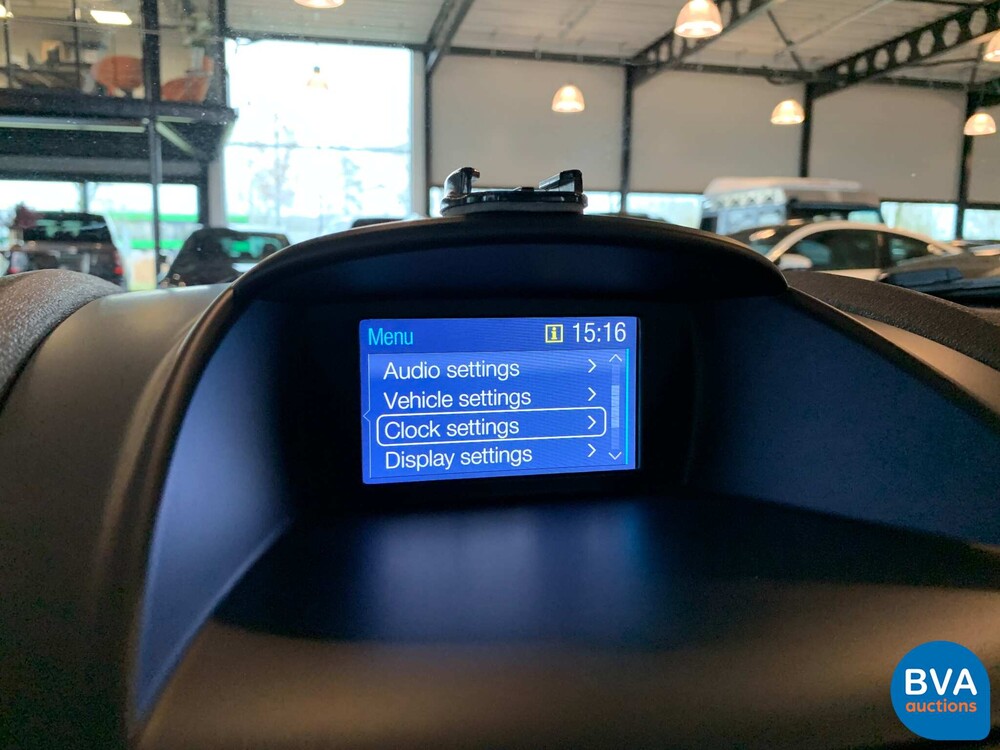 Menu i 15:16
Audio settings
Vehicle settings
Clock settings
Display settings
BVA
auctions